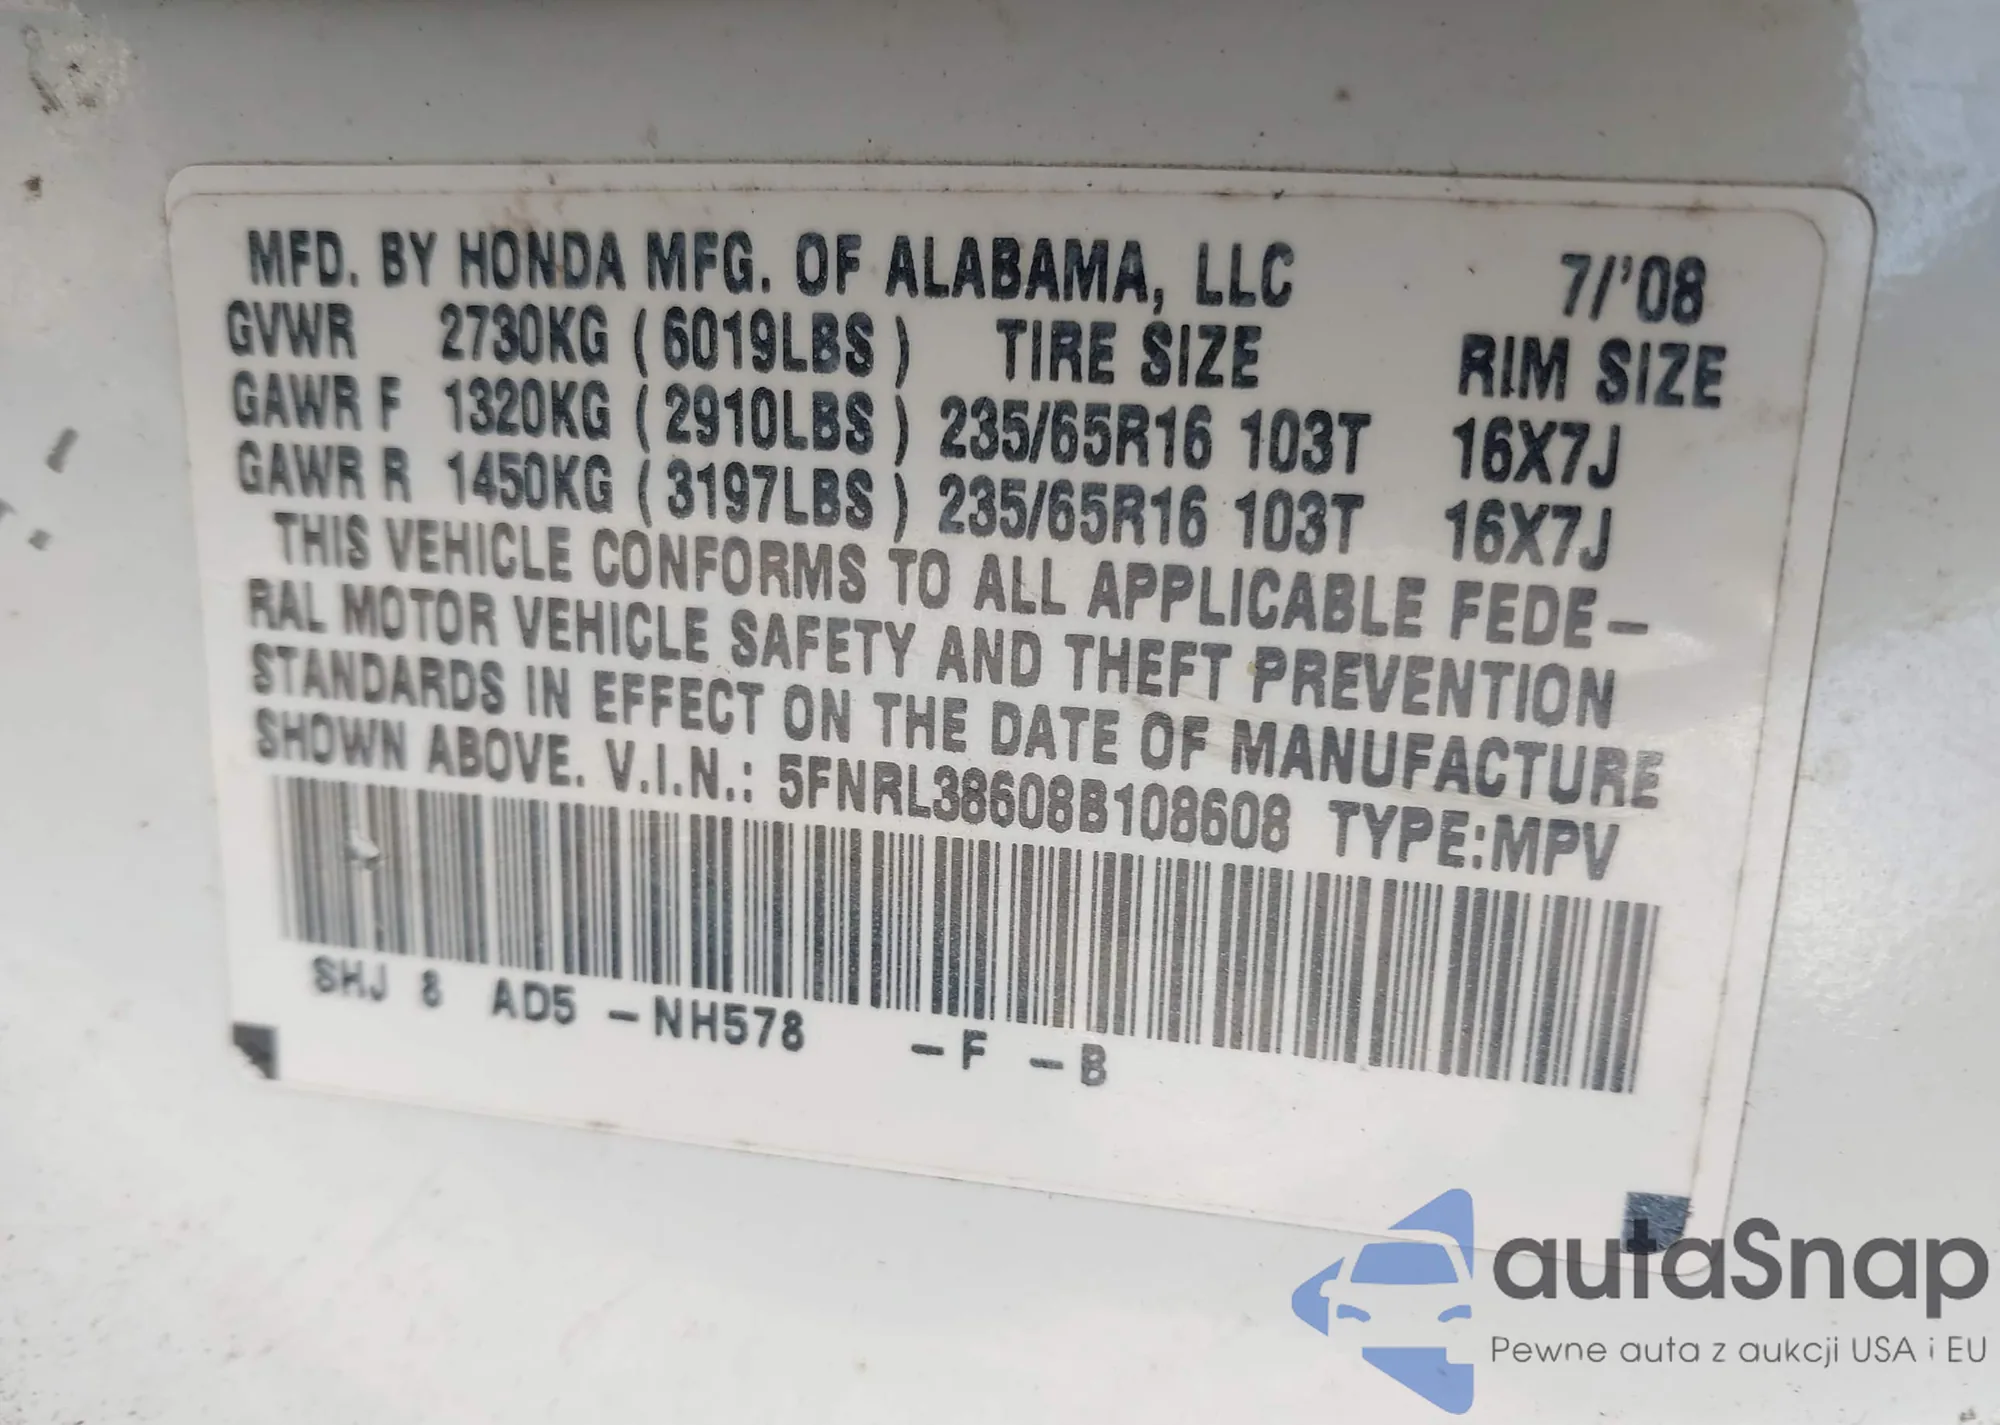 MFD. BY HONDA MFG. OF ALABAMA, LLC 7/'08
GVWR 2730KG (6019LBS) TIRE SIZE RIM SIZE
GAWR F 1320KG (2910LBS) 235/65R16 103T 16X7J
GAWR R 1450KG (3197LBS) 235/65R16 103T 16X7J
THIS VEHICLE CONFORMS TO ALL APPLICABLE FEDE-
RAL MOTOR VEHICLE SAFETY AND THEFT PREVENTION
STANDARDS IN EFFECT ON THE DATE OF MANUFACTURE
SHOWN ABOVE. V.I.N.: 5FNRL38608B108608 TYPE:MPV
SHJ 8 AD5 -NH578 -F -B
autaSnap
Pewne auta z aukcji USA i EU